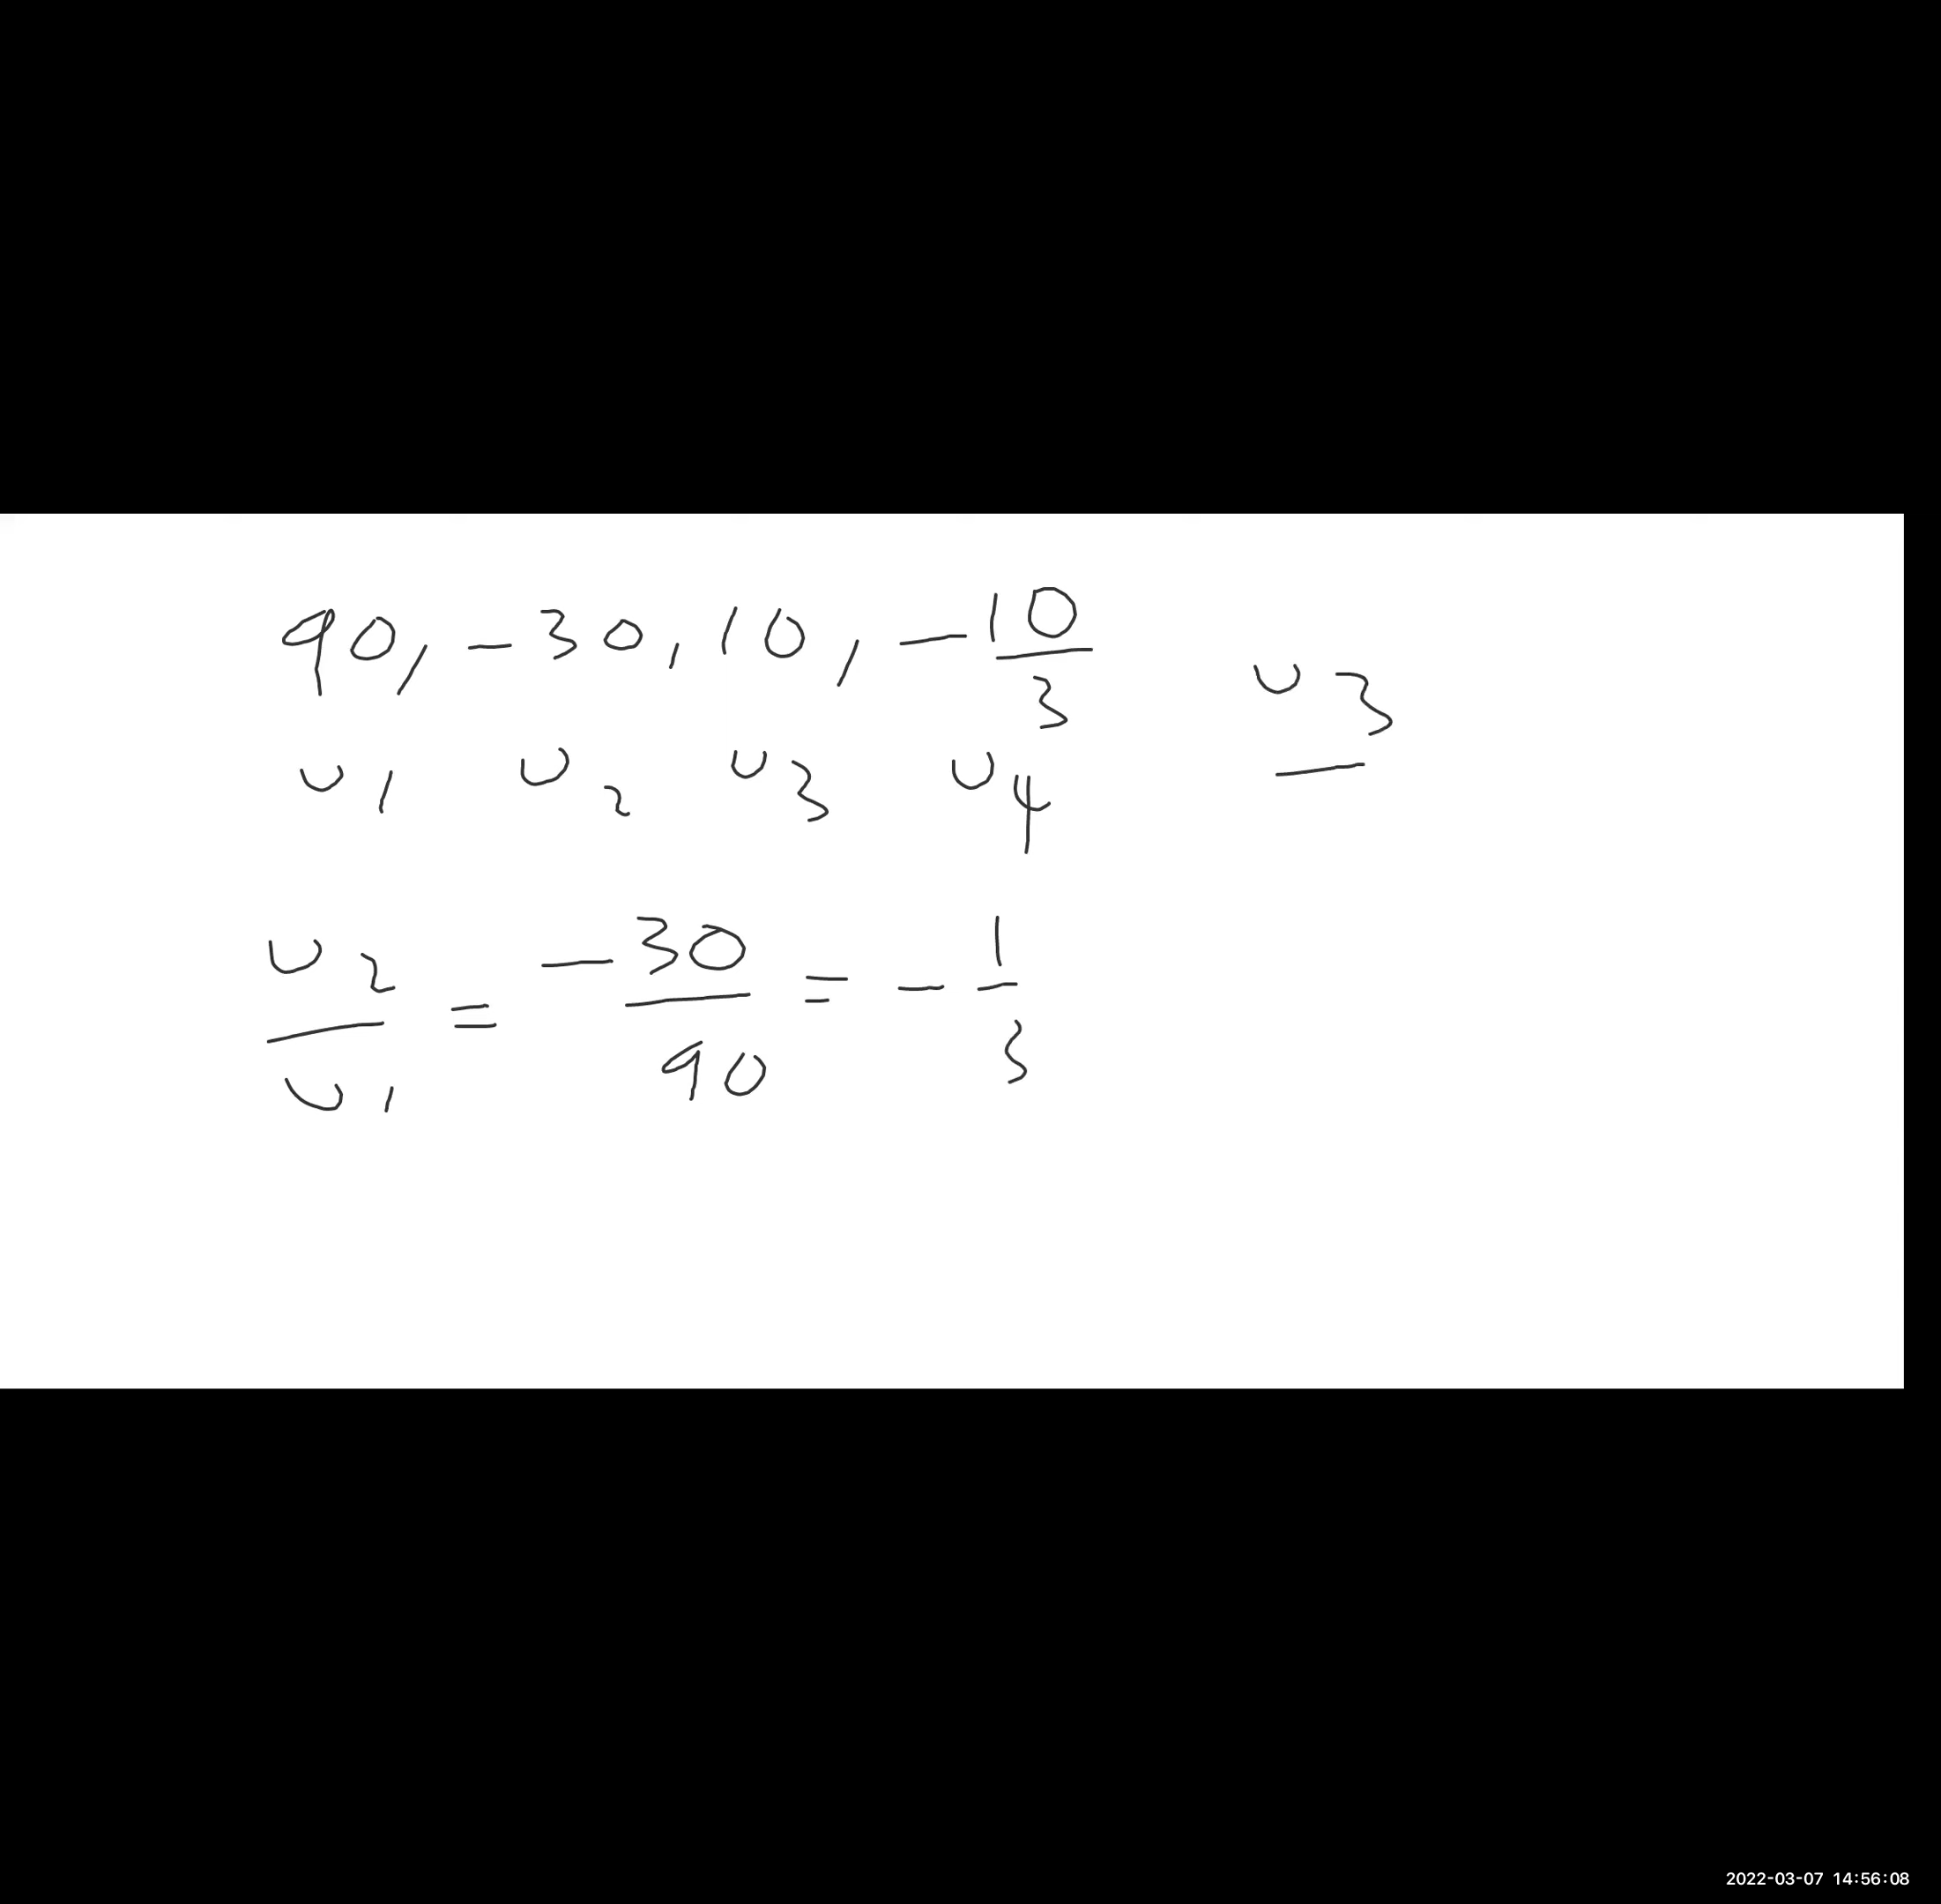 90, -30, 10, -10/3
u1 u2 u3 u4
u3/
u2/u1 = -30/90 = -1/3
2022-03-07 14:56:08